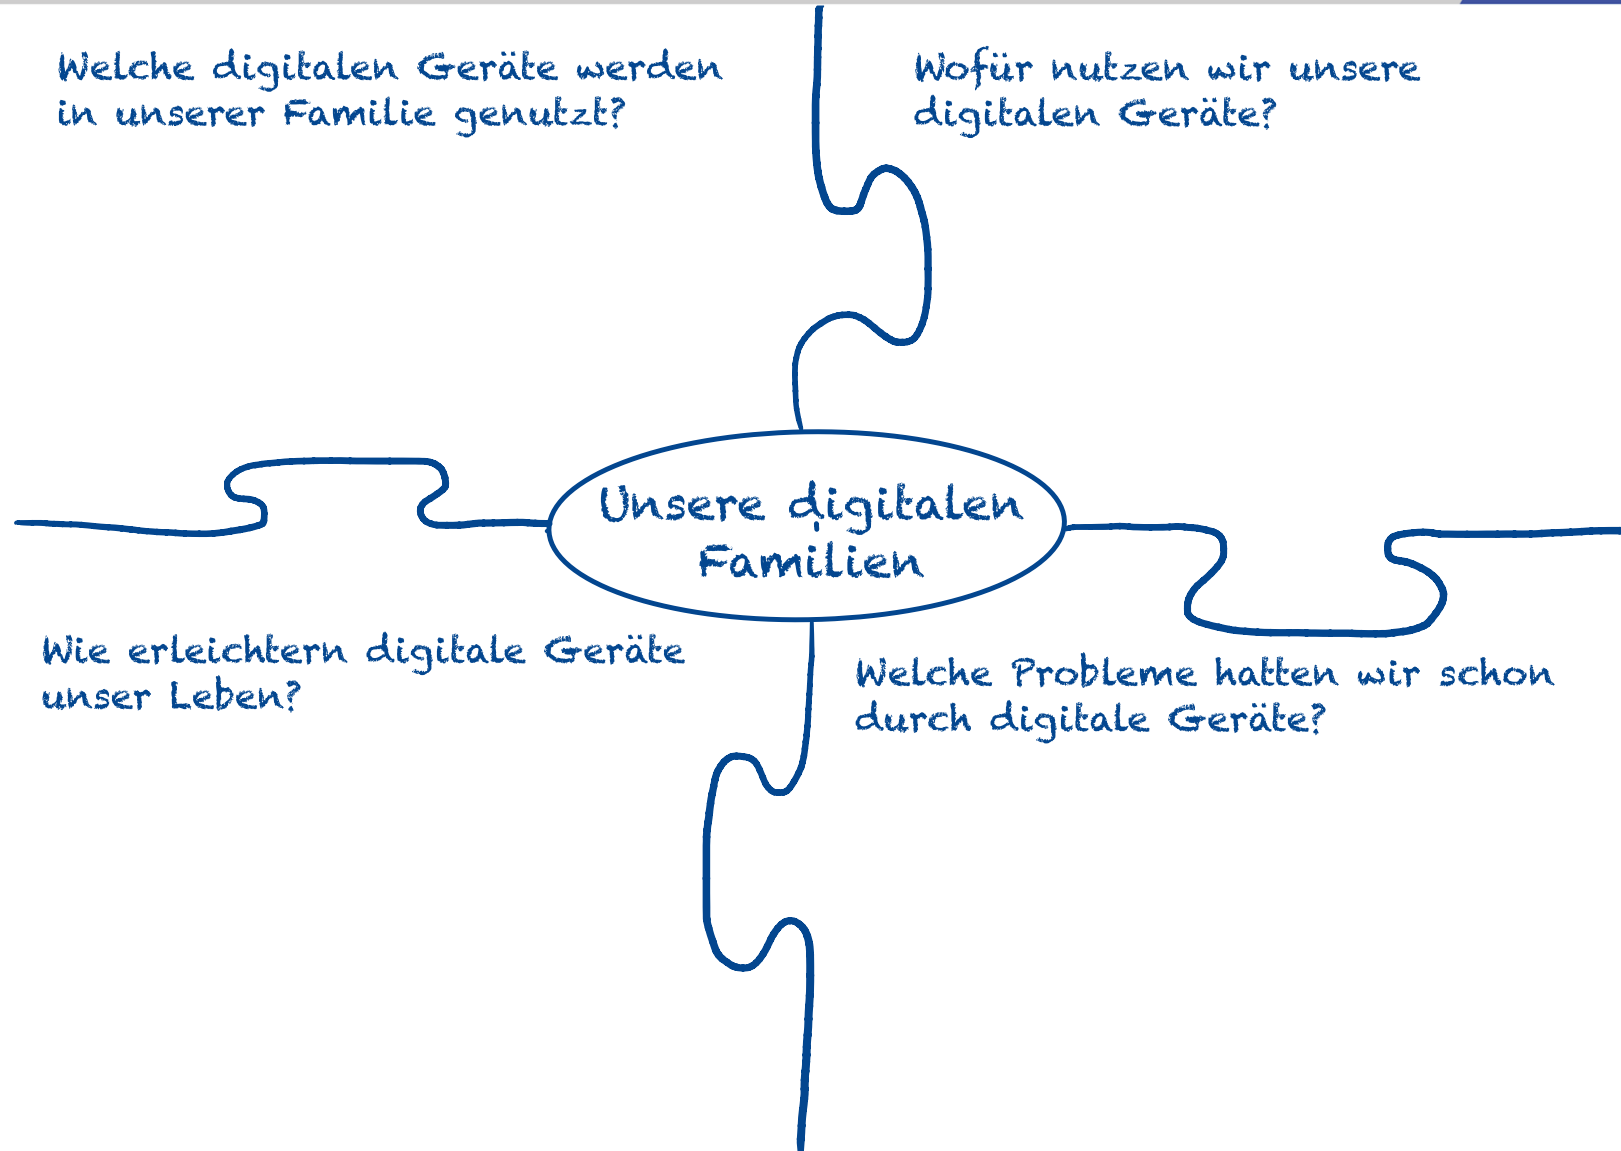 Welche digitalen Geräte werden
in unserer Familie genutzt?
Wofür nutzen wir unsere
digitalen Geräte?
Unsere digitalen
Familien
Wie erleichtern digitale Geräte
unser Leben?
Welche Probleme hatten wir schon
durch digitale Geräte?